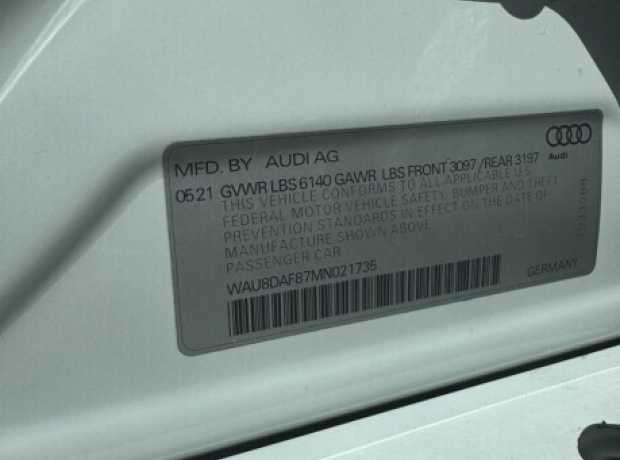 MFD. BY AUDI AG
Audi
05.21 GVWR LBS 6140 GAWR LBS FRONT 3097 / REAR 3197
THIS VEHICLE CONFORMS TO ALL APPLICABLE U.S.
FEDERAL MOTOR VEHICLE SAFETY, BUMPER AND THEFT
PREVENTION STANDARDS IN EFFECT ON THE DATE OF
MANUFACTURE SHOWN ABOVE.
PASSENGER CAR
WAU8DAF87MN021735
GERMANY